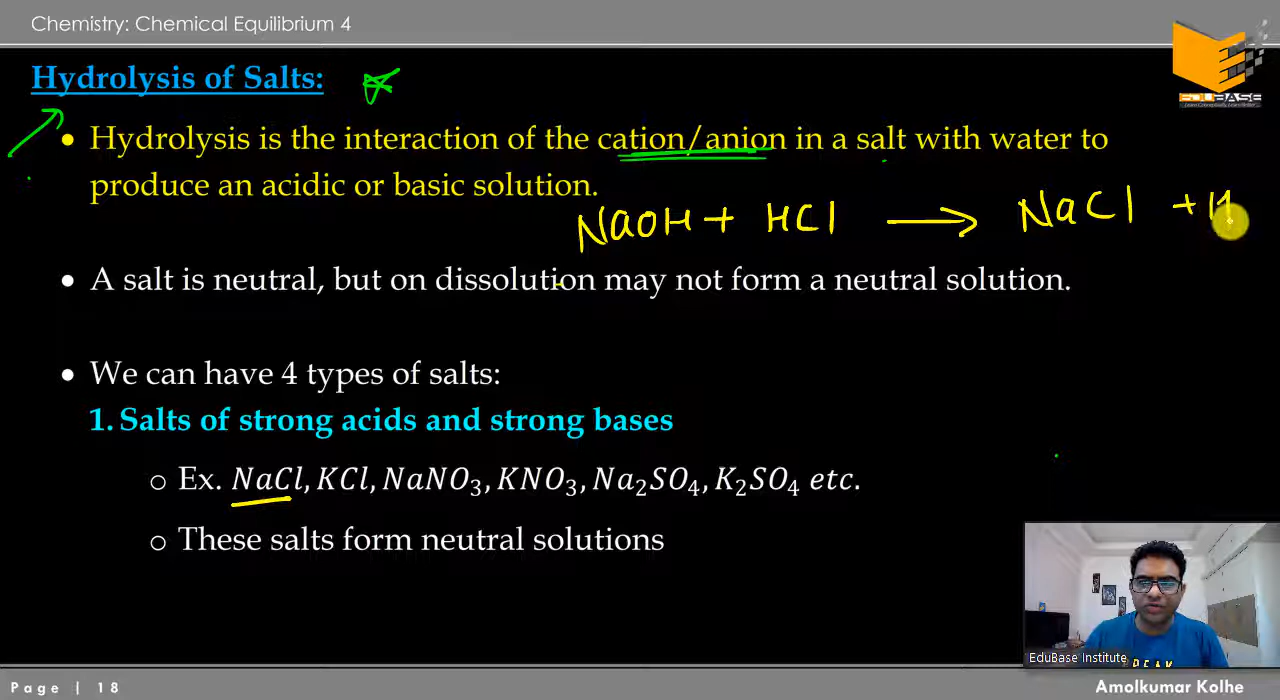 Chemistry: Chemical Equilibrium 4
EDUBASE
Hydrolysis of Salts:
• Hydrolysis is the interaction of the cation/anion in a salt with water to
produce an acidic or basic solution.
NaOH + HCl → NaCl + H
• A salt is neutral, but on dissolution may not form a neutral solution.
• We can have 4 types of salts:
1. Salts of strong acids and strong bases
○ Ex. NaCl, KCl, NaNO₃, KNO₃, Na₂SO₄, K₂SO₄ etc.
○ These salts form neutral solutions
EduBase Institute
Page | 18
Amolkumar Kolhe